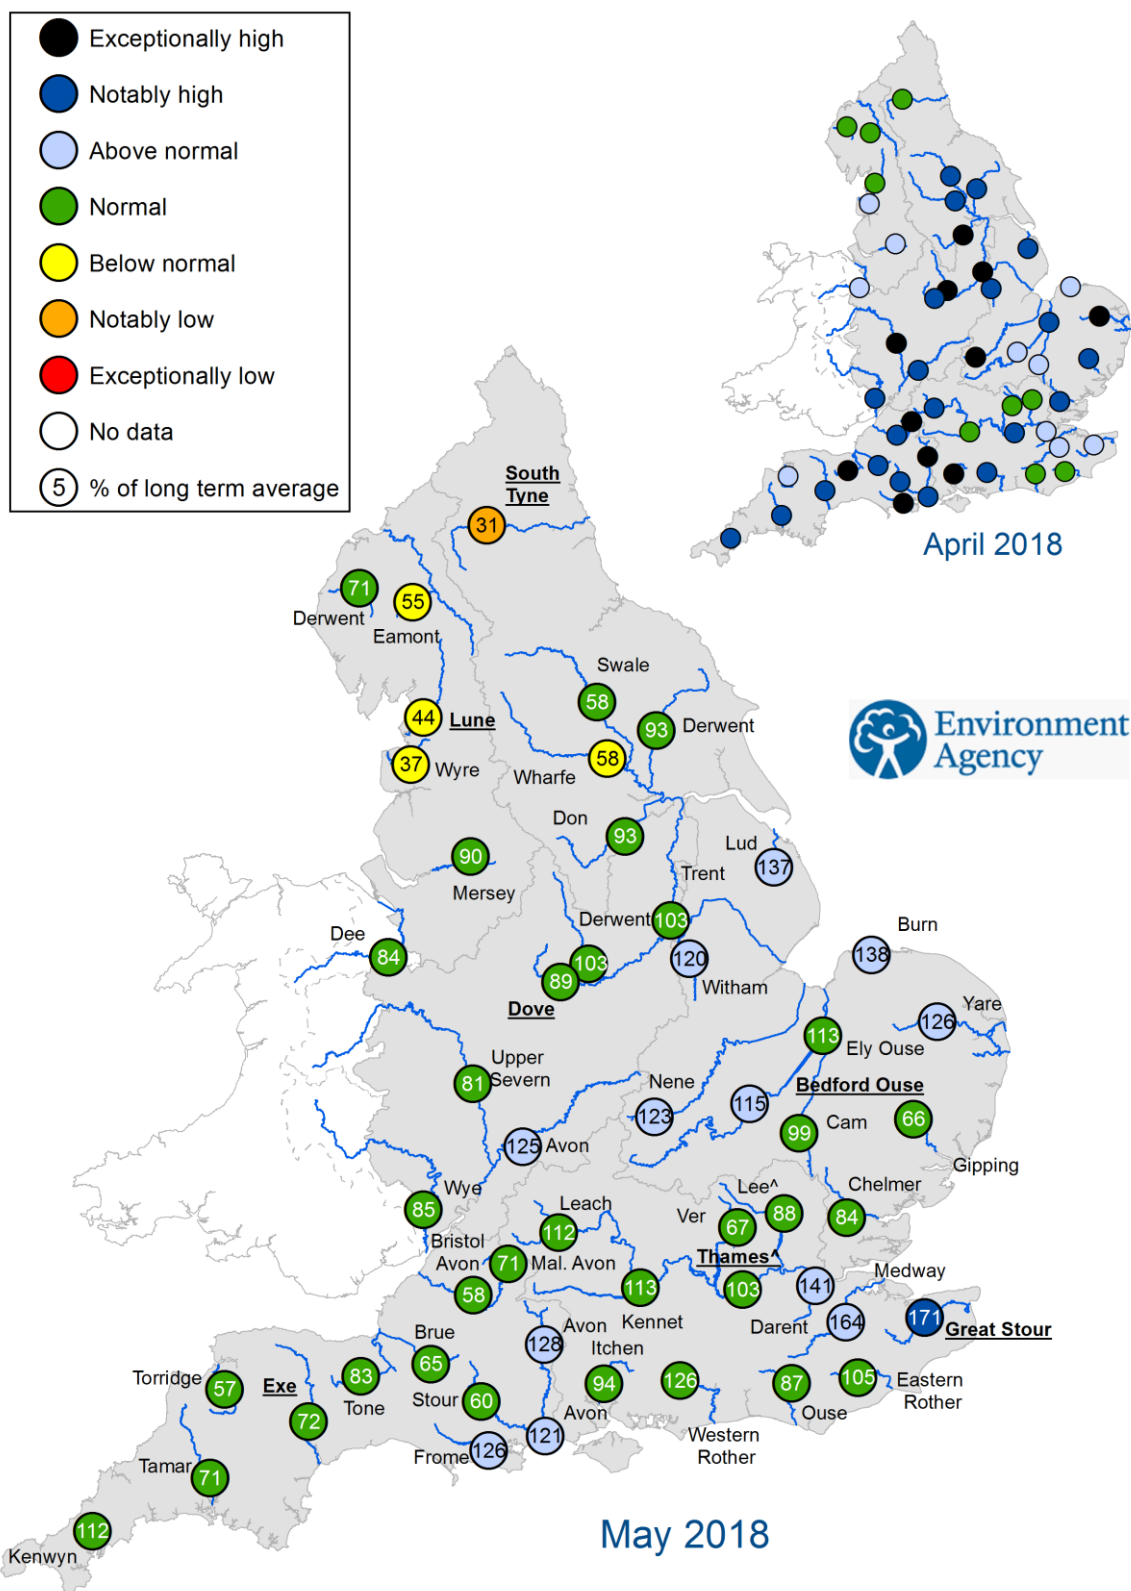 Exceptionally high
Notably high
Above normal
Normal
Below normal
Notably low
Exceptionally low
No data
5 % of long term average
April 2018
South
Tyne
31
71
Derwent
55
Eamont
Swale
58
44
Lune
93
Derwent
37
Wyre
Wharfe
58
Environment
Agency
Don
93
90
Mersey
Lud
137
Trent
Dee
84
Derwent
103
103
89
Dove
120
Witham
Burn
138
Yare
126
113
Ely Ouse
Upper
Severn
81
Nene
123
Bedford Ouse
115
99
Cam
66
Gipping
125
Avon
Wye
85
Leach
112
Ver
67
Lee^
88
Chelmer
84
Bristol
Avon
58
71
Mal. Avon
Thames^
103
113
Kennet
141
Darent
Medway
164
171
Great Stour
Brue
65
128
Avon
Itchen
94
126
Western
Rother
87
Ouse
105
Eastern
Rother
Torridge
57
Exe
72
83
Tone
Stour
60
Avon
121
Frome
126
Tamar
71
112
Kenwyn
May 2018